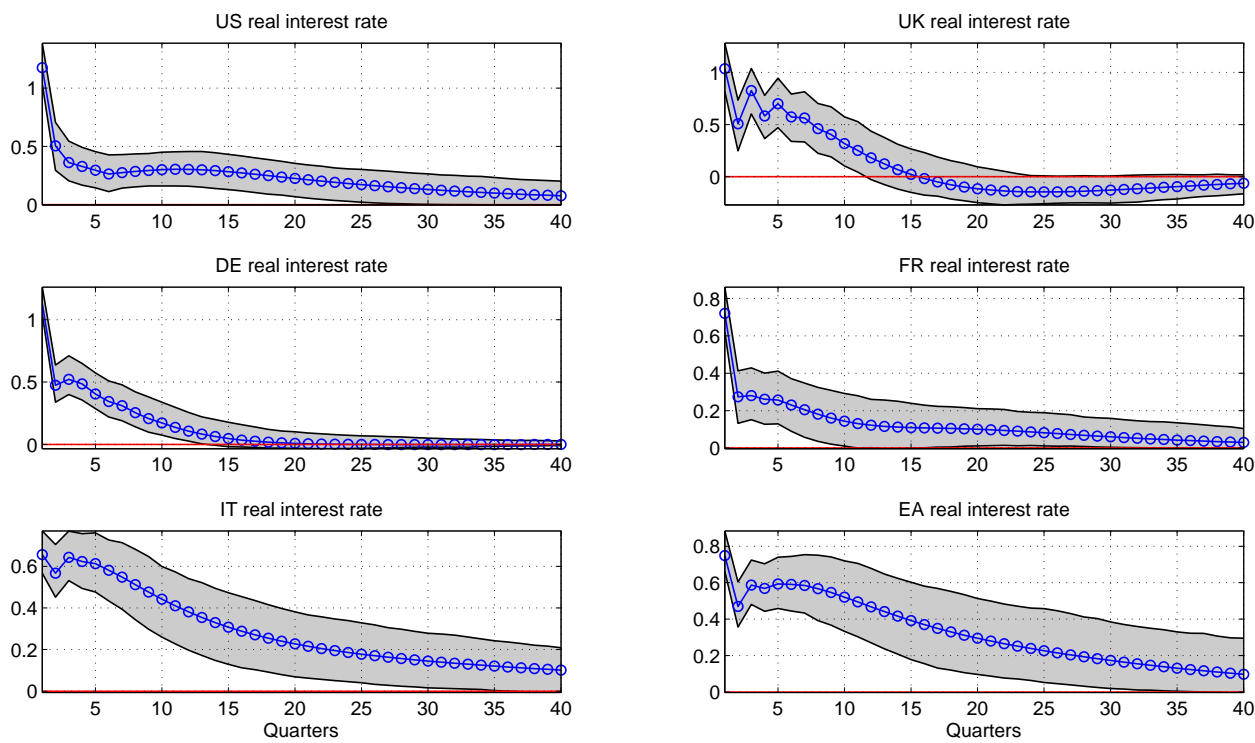 US real interest rate
1
0.5
0
5 10 15 20 25 30 35 40
UK real interest rate
1
0.5
0
5 10 15 20 25 30 35 40
DE real interest rate
1
0.5
0
5 10 15 20 25 30 35 40
FR real interest rate
0.8
0.6
0.4
0.2
0
5 10 15 20 25 30 35 40
IT real interest rate
0.6
0.4
0.2
0
5 10 15 20 25 30 35 40
Quarters
EA real interest rate
0.8
0.6
0.4
0.2
0
5 10 15 20 25 30 35 40
Quarters